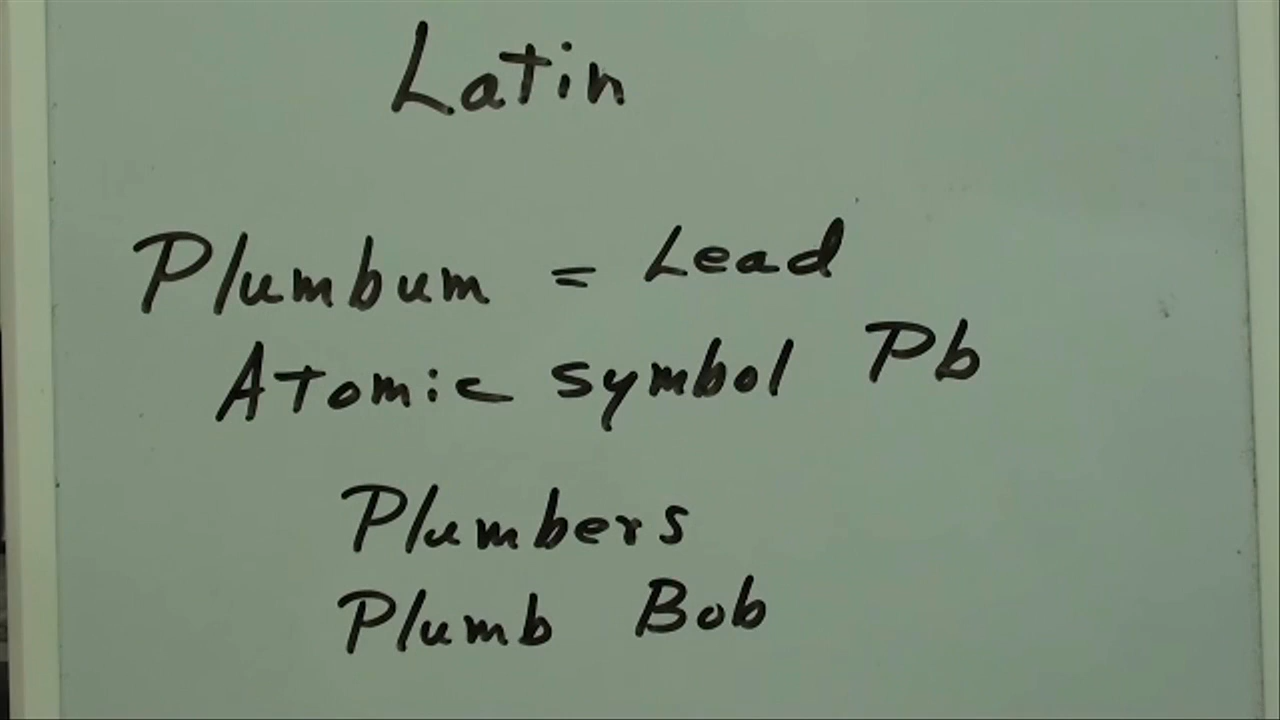 Latin
Plumbum = Lead
Atomic symbol Pb
Plumbers
Plumb Bob